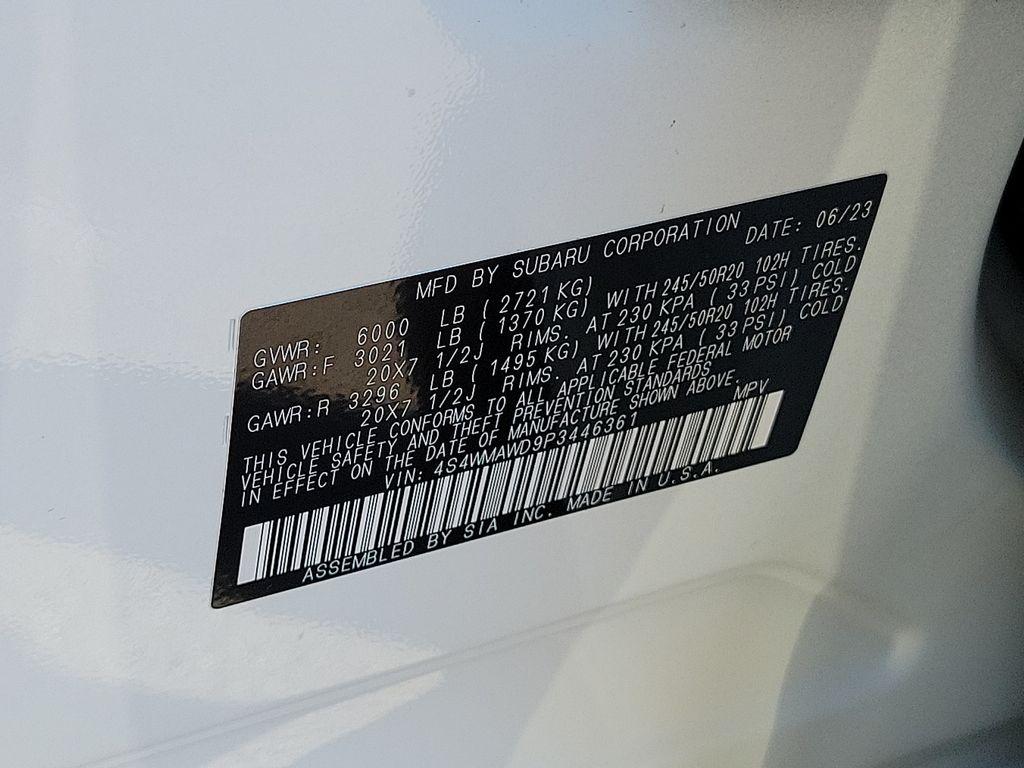 MFD BY SUBARU CORPORATION DATE: 06/23
GVWR: 6000 LB ( 2721 KG)
GAWR:F 3021 LB ( 1370 KG) WITH 245/50R20 102H TIRES.
20X7 1/2J RIMS. AT 230 KPA ( 33 PSI) COLD
GAWR:R 3296 LB ( 1495 KG) WITH 245/50R20 102H TIRES.
20X7 1/2J RIMS. AT 230 KPA ( 33 PSI) COLD
THIS VEHICLE CONFORMS TO ALL APPLICABLE FEDERAL MOTOR
VEHICLE SAFETY AND THEFT PREVENTION STANDARDS
IN EFFECT ON THE DATE OF MANUFACTURE SHOWN ABOVE.
VIN: 4S4WMAWD9P3446361 MPV
ASSEMBLED BY SIA INC. MADE IN U.S.A.